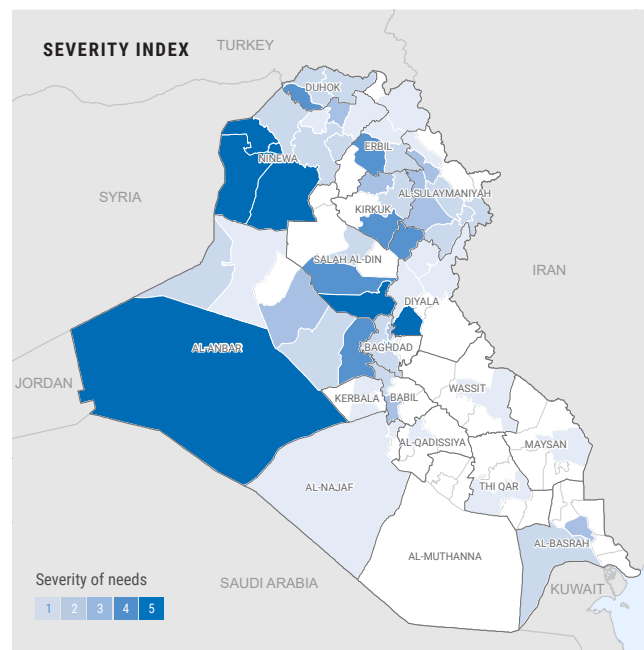 SEVERITY INDEX
TURKEY
DUHOK
ERBIL
NINEWA
AL-SULAYMANIYAH
SYRIA
KIRKUK
SALAH AL-DIN
IRAN
DIYALA
AL-ANBAR
BAGHDAD
JORDAN
KERBALA
BABIL
WASSIT
AL-QADISSIYA
MAYSAN
AL-NAJAF
THI QAR
AL-BASRAH
AL-MUTHANNA
Severity of needs
SAUDI ARABIA
KUWAIT
1 2 3 4 5